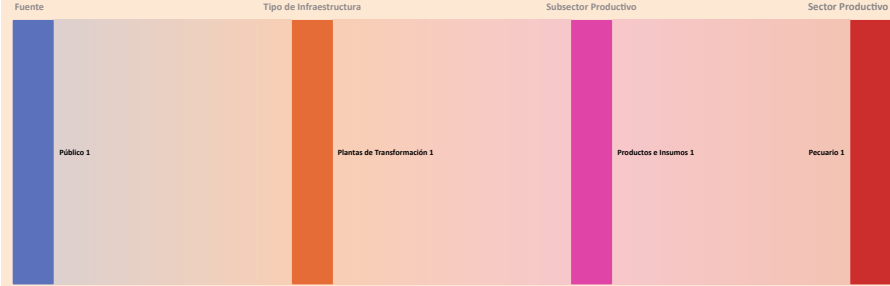 Fuente Tipo de Infraestructura Subsector Productivo Sector Productivo
Público 1 Plantas de Transformación 1 Productos e Insumos 1 Pecuario 1